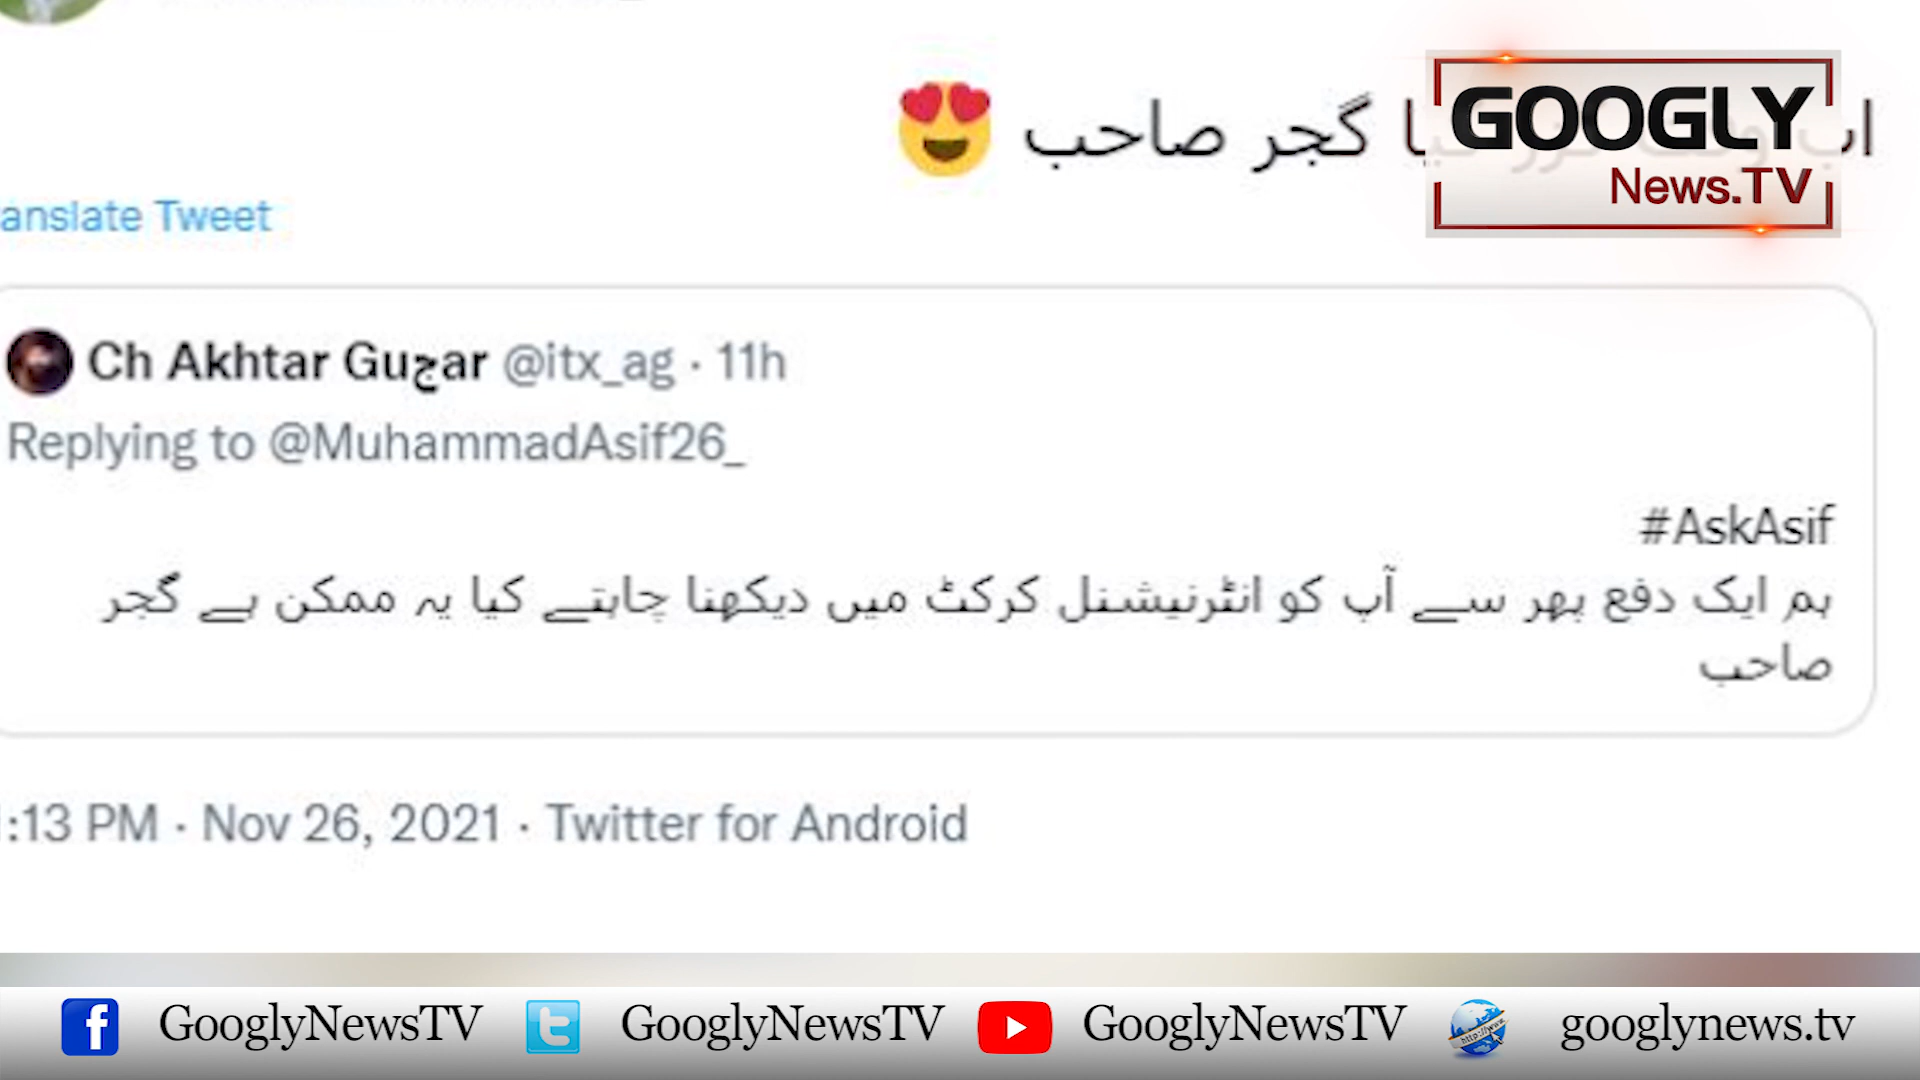 اب گجر صاحب 😍
GOOGLY
News.TV
anslate Tweet
Ch Akhtar Guجar @itx_ag · 11h
Replying to @MuhammadAsif26_
#AskAsif
ہم ایک دفع پھر سے آپ کو انٹرنیشنل کرکٹ میں دیکھنا چاہتے کیا یہ ممکن ہے گجر
صاحب
:13 PM · Nov 26, 2021 · Twitter for Android
GooglyNewsTV GooglyNewsTV GooglyNewsTV googlynews.tv